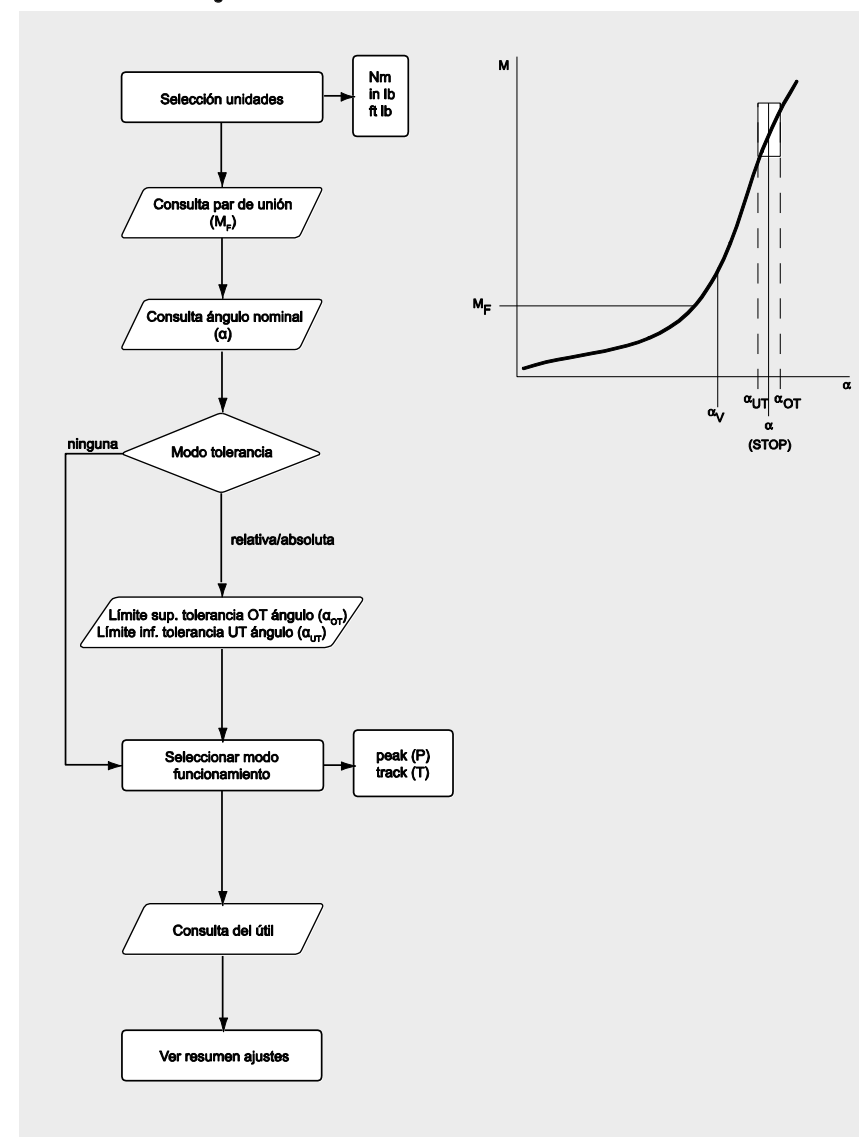 Selección unidades
Nm
in lb
ft lb
Consulta par de unión
(M_F)
Consulta ángulo nominal
(α)
Modo tolerancia
ninguna
relativa/absoluta
Límite sup. tolerancia OT ángulo (α_OT)
Límite inf. tolerancia UT ángulo (α_UT)
Seleccionar modo
funcionamiento
peak (P)
track (T)
Consulta del útil
Ver resumen ajustes
M
M_F
α
α_V
α_UT
α_OT
α
(STOP)